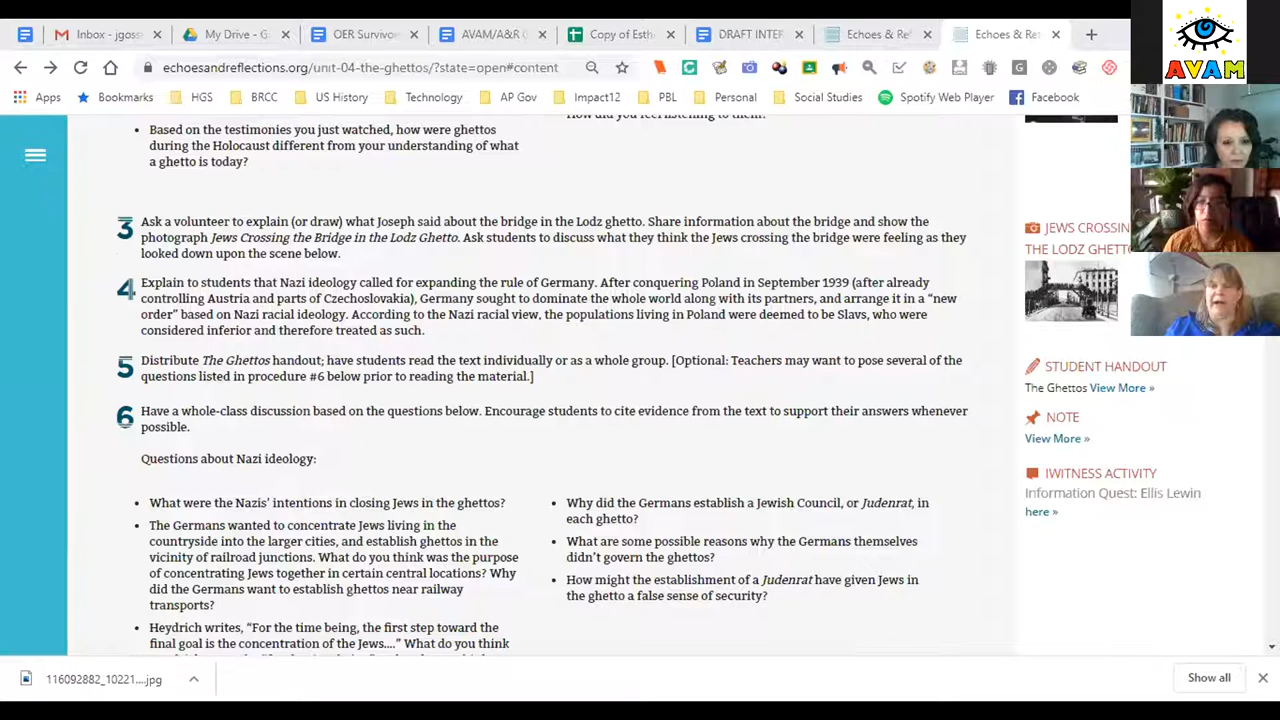 Inbox - jgss
My Drive - G
OER Survivo
AVAM/A&R
Copy of Esth
DRAFT INTER
Echoes & Ref
Echoes & Ref
echoesandreflections.org/unit-04-the-ghettos/?state=open#content
Apps
Bookmarks
HGS
BRCC
US History
Technology
AP Gov
Impact12
PBL
Personal
Social Studies
Spotify Web Player
Facebook
AVAM
How did you feel listening to them?
• Based on the testimonies you just watched, how were ghettos
during the Holocaust different from your understanding of what
a ghetto is today?
3 Ask a volunteer to explain (or draw) what Joseph said about the bridge in the Lodz ghetto. Share information about the bridge and show the
photograph Jews Crossing the Bridge in the Lodz Ghetto. Ask students to discuss what they think the Jews crossing the bridge were feeling as they
looked down upon the scene below.
4 Explain to students that Nazi ideology called for expanding the rule of Germany. After conquering Poland in September 1939 (after already
controlling Austria and parts of Czechoslovakia), Germany sought to dominate the whole world along with its partners, and arrange it in a “new
order” based on Nazi racial ideology. According to the Nazi racial view, the populations living in Poland were deemed to be Slavs, who were
considered inferior and therefore treated as such.
5 Distribute The Ghettos handout; have students read the text individually or as a whole group. [Optional: Teachers may want to pose several of the
questions listed in procedure #6 below prior to reading the material.]
6 Have a whole-class discussion based on the questions below. Encourage students to cite evidence from the text to support their answers whenever
possible.
Questions about Nazi ideology:
• What were the Nazis’ intentions in closing Jews in the ghettos?
• The Germans wanted to concentrate Jews living in the
countryside into the larger cities, and establish ghettos in the
vicinity of railroad junctions. What do you think was the purpose
of concentrating Jews together in certain central locations? Why
did the Germans want to establish ghettos near railway
transports?
• Heydrich writes, “For the time being, the first step toward the
final goal is the concentration of the Jews....” What do you think
• Why did the Germans establish a Jewish Council, or Judenrat, in
each ghetto?
• What are some possible reasons why the Germans themselves
didn’t govern the ghettos?
• How might the establishment of a Judenrat have given Jews in
the ghetto a false sense of security?
JEWS CROSSIN
THE LODZ GHETTO
STUDENT HANDOUT
The Ghettos View More »
NOTE
View More »
IWITNESS ACTIVITY
Information Quest: Ellis Lewin
here »
116092882_10221....jpg
Show all